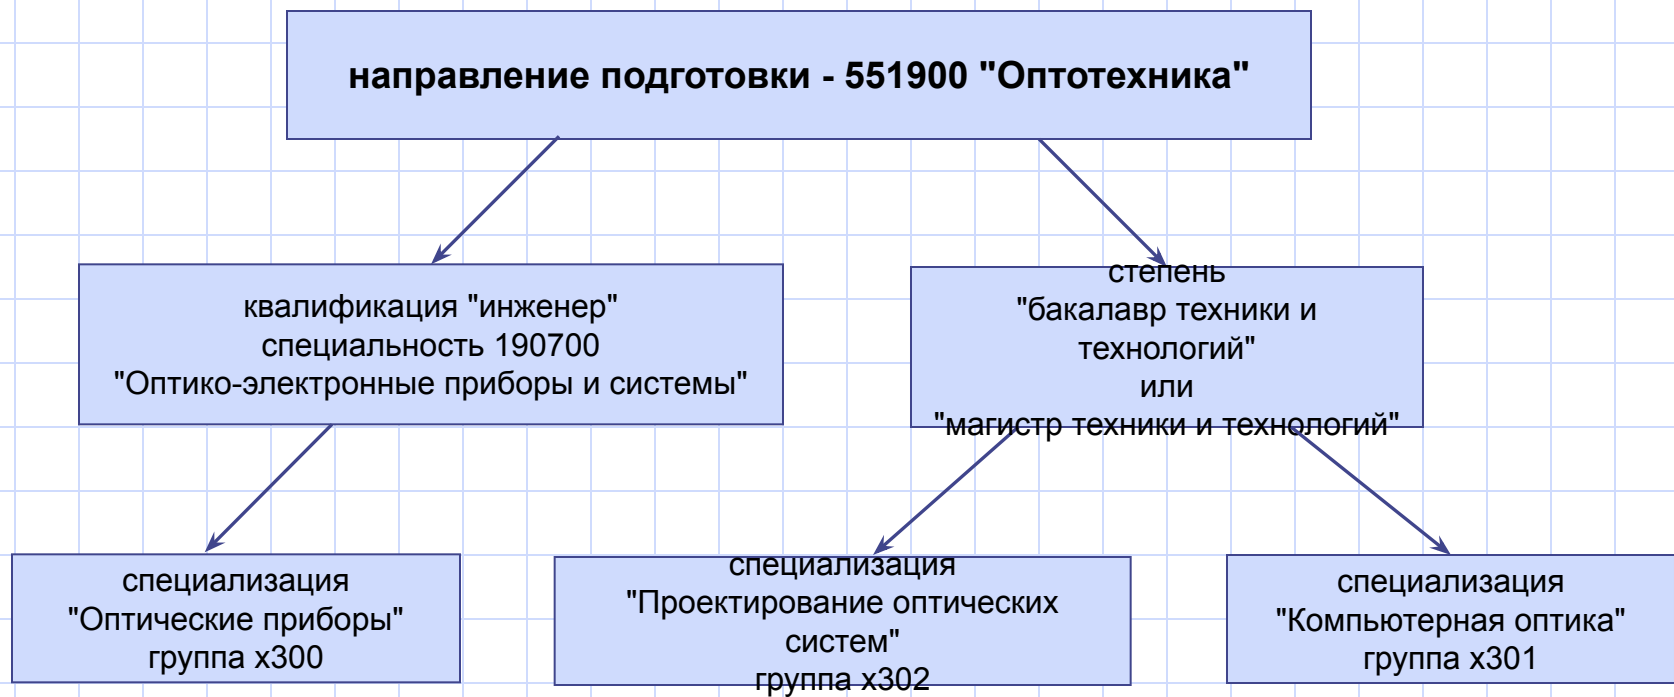 направление подготовки - 551900 "Оптотехника"
квалификация "инженер"
специальность 190700
"Оптико-электронные приборы и системы"
степень
"бакалавр техники и
технологий"
или
"магистр техники и технологий"
специализация
"Оптические приборы"
группа х300
специализация
"Проектирование оптических
систем"
группа х302
специализация
"Компьютерная оптика"
группа х301